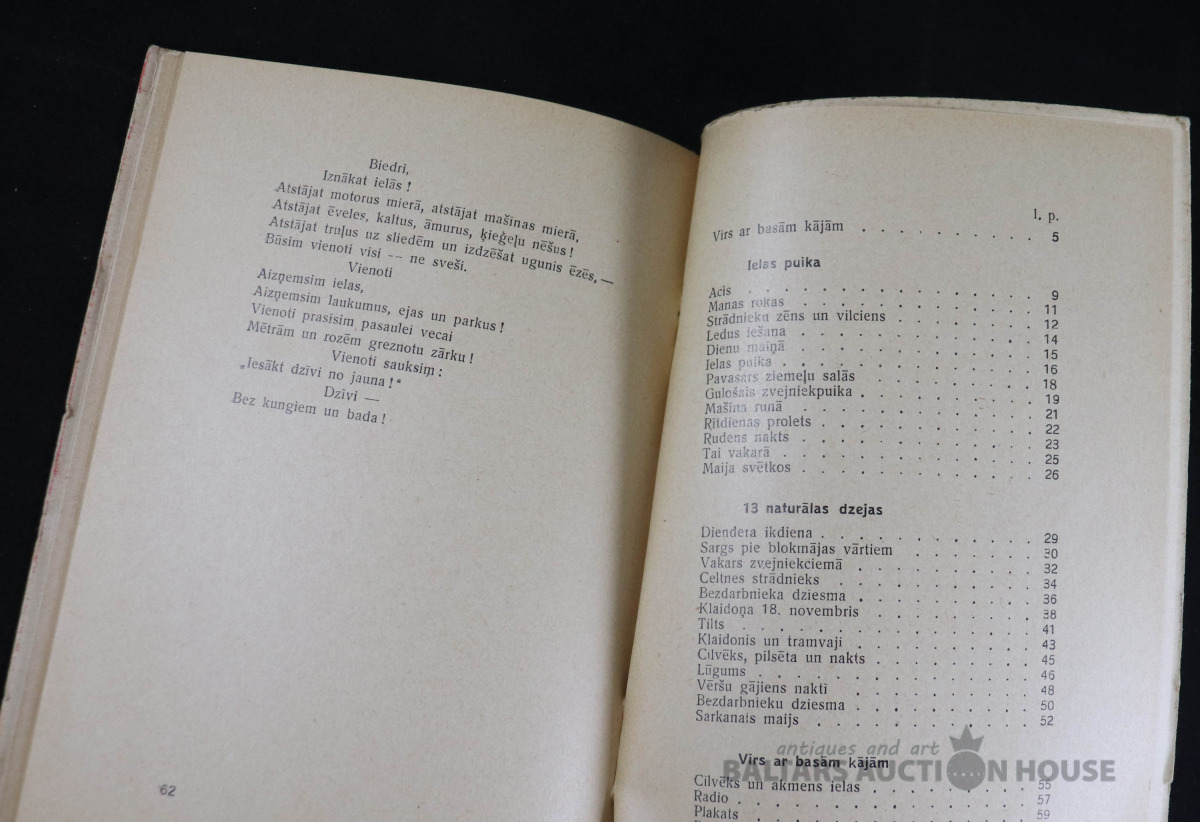 Biedri,
Iznākat ielās !
Atstājat motorus mierā, atstājat mašīnas mierā,
Atstājat ēveles, kaltus, āmurus, ķieģeļu nēšus !
Atstājat truļus uz sliedēm un izdzēšat ugunis ēzēs, —
Būsim vienoti visi -- ne sveši.
Vienoti
Aizņemsim ielas,
Aizņemsim laukumus, ejas un parkus !
Vienoti prasīsim pasaulei vecai
Mētrām un rozēm greznotu zārku !
Vienoti sauksim :
„Iesākt dzīvi no jauna !“
Dzīvi —
Bez kungiem un bada !
62
l. p.
Vīrs ar basām kājām . . . . . . . . 5
Ielas puika
Acis . . . . . . . . . . . . . . . 9
Manas rokas . . . . . . . . . . . . 11
Strādnieku zēns un vilciens . . . . . . . 12
Ledus iešana . . . . . . . . . . . . 14
Dienu maiņā . . . . . . . . . . . . 15
Ielas puika . . . . . . . . . . . . . 16
Pavasars ziemeļu salās . . . . . . . . 18
Guļošais zvejniekpuika . . . . . . . . . 19
Mašīna runā . . . . . . . . . . . . 21
Rītdienas prolets . . . . . . . . . . . 22
Rudens nakts . . . . . . . . . . . . 23
Tai vakarā . . . . . . . . . . . . 25
Maija svētkos . . . . . . . . . . . . 26
13 naturālas dzejas
Diendeŗa ikdiena . . . . . . . . . . . 29
Sargs pie blokmājas vārtiem . . . . . . 30
Vakars zvejniekciemā . . . . . . . . . 32
Celtnes strādnieks . . . . . . . . . . 34
Bezdarbnieka dziesma . . . . . . . . . 36
Klaidoņa 18. novembris . . . . . . . . 38
Tilts . . . . . . . . . . . . . . 41
Klaidonis un tramvaji . . . . . . . . . 43
Cilvēks, pilsēta un nakts . . . . . . . . 45
Lūgums . . . . . . . . . . . . . 46
Vēršu gājiens naktī . . . . . . . . . 48
Bezdarbnieku dziesma . . . . . . . . . 50
Sarkanais maijs . . . . . . . . . . 52
Vīrs ar basām kājām
Cilvēks un akmens ielas . . . . . . . . 55
Radio . . . . . . . . . . . . . . 57
Plakats . . . . . . . . . . . . . . 59
antiques and art
BALTARS AUCTION HOUSE